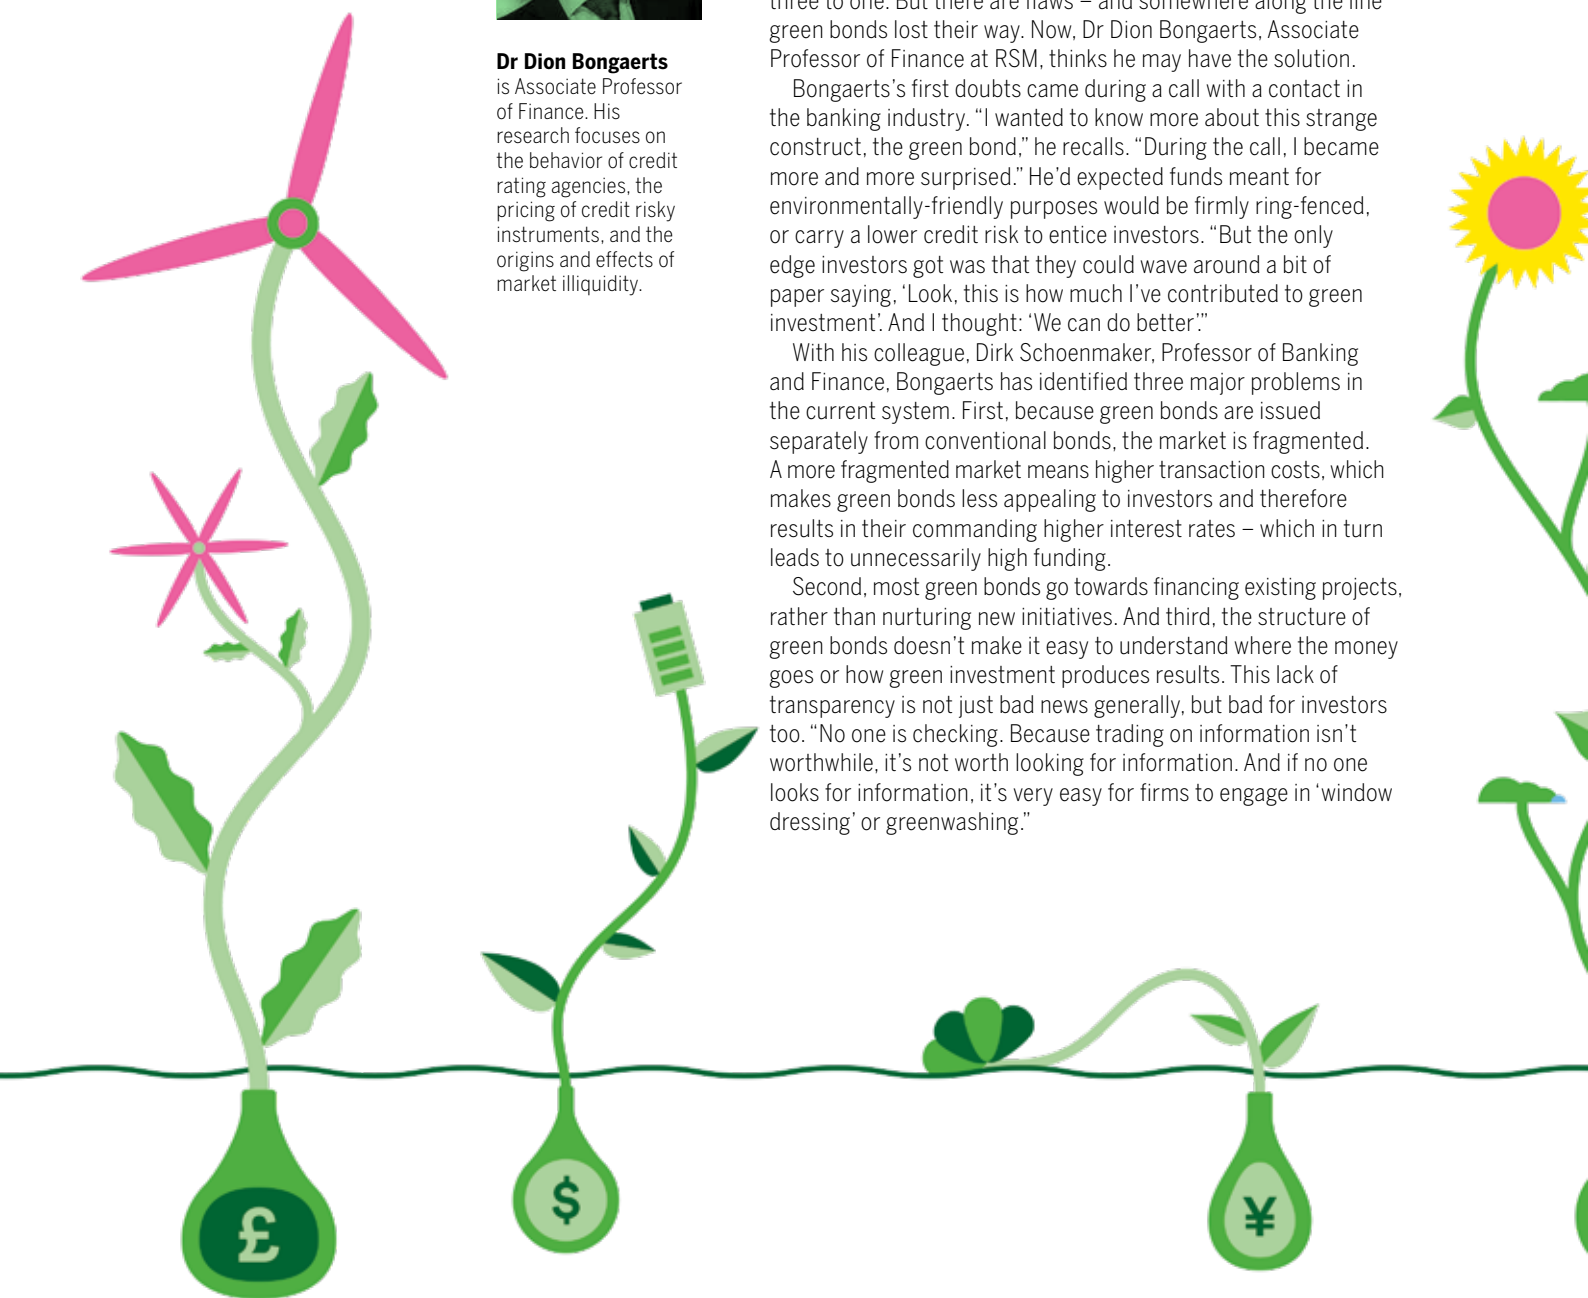 Dr Dion Bongaerts
is Associate Professor
of Finance. His
research focuses on
the behavior of credit
rating agencies, the
pricing of credit risky
instruments, and the
origins and effects of
market illiquidity.
three to one. But there are flaws – and somewhere along the line
green bonds lost their way. Now, Dr Dion Bongaerts, Associate
Professor of Finance at RSM, thinks he may have the solution.
Bongaerts’s first doubts came during a call with a contact in
the banking industry. “I wanted to know more about this strange
construct, the green bond,” he recalls. “During the call, I became
more and more surprised.” He’d expected funds meant for
environmentally-friendly purposes would be firmly ring-fenced,
or carry a lower credit risk to entice investors. “But the only
edge investors got was that they could wave around a bit of
paper saying, ‘Look, this is how much I’ve contributed to green
investment’. And I thought: ‘We can do better’.”
With his colleague, Dirk Schoenmaker, Professor of Banking
and Finance, Bongaerts has identified three major problems in
the current system. First, because green bonds are issued
separately from conventional bonds, the market is fragmented.
A more fragmented market means higher transaction costs, which
makes green bonds less appealing to investors and therefore
results in their commanding higher interest rates – which in turn
leads to unnecessarily high funding.
Second, most green bonds go towards financing existing projects,
rather than nurturing new initiatives. And third, the structure of
green bonds doesn’t make it easy to understand where the money
goes or how green investment produces results. This lack of
transparency is not just bad news generally, but bad for investors
too. “No one is checking. Because trading on information isn’t
worthwhile, it’s not worth looking for information. And if no one
looks for information, it’s very easy for firms to engage in ‘window
dressing’ or greenwashing.”
£
$
¥